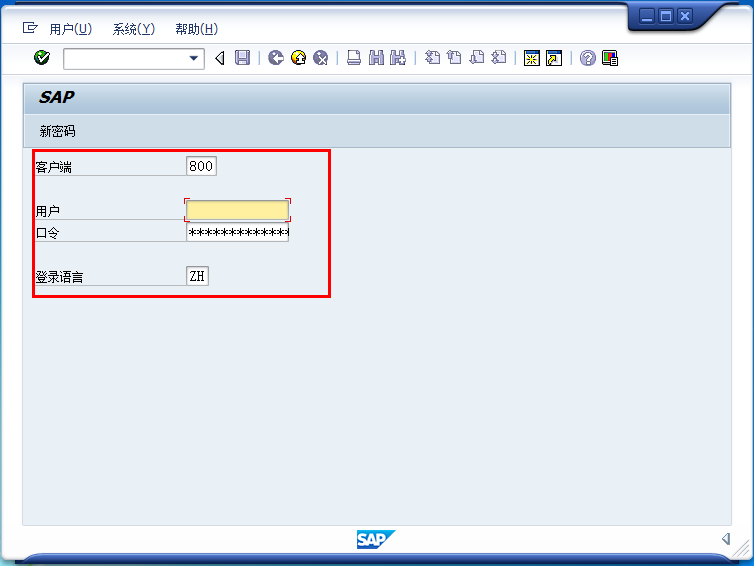 用户(U) 系统(Y) 帮助(H)
SAP
新密码
客户端 800
用户
口令 *************
登录语言 ZH
SAP